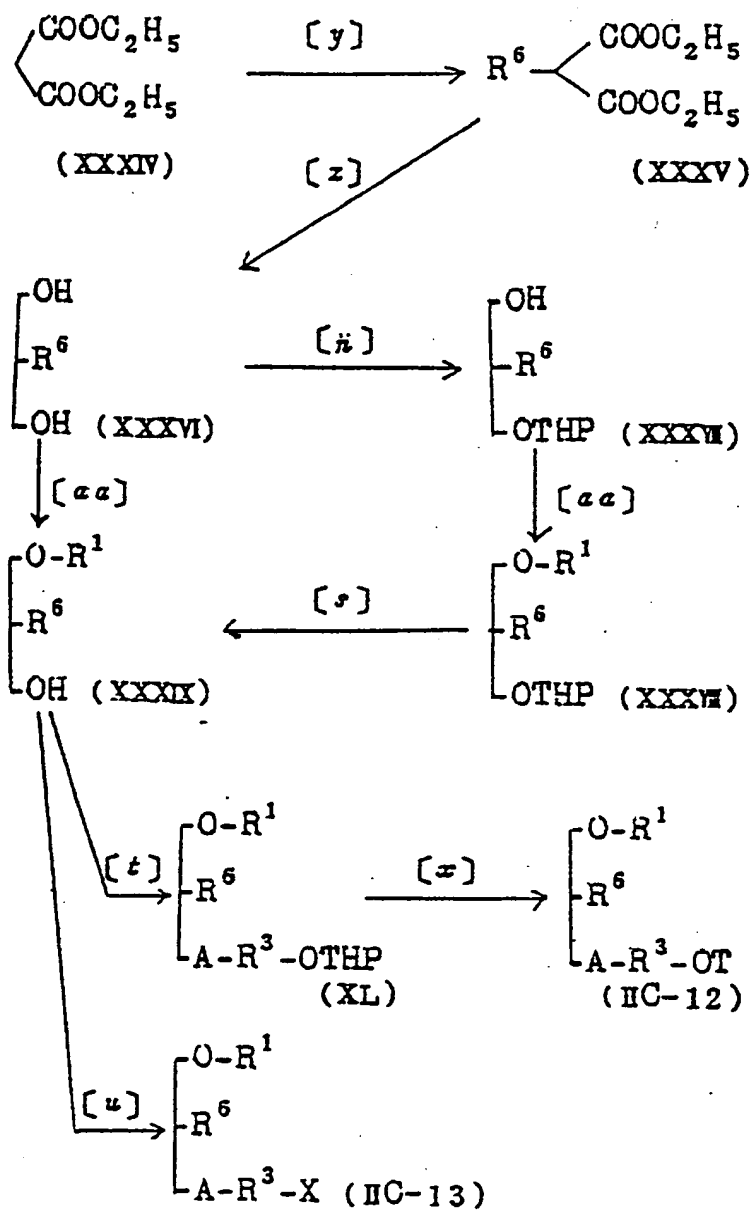 COOC₂H₅
COOC₂H₅
(XXXIV)
[y]
R⁶
COOC₂H₅
COOC₂H₅
(XXXV)
[z]
OH
R⁶
OH (XXXVI)
[n̈]
OH
R⁶
OTHP (XXXVII)
[aa]
[aa]
O-R¹
R⁶
OH (XXXIX)
[s]
O-R¹
R⁶
OTHP (XXXVIII)
[t]
O-R¹
R⁶
A-R³-OTHP
(XL)
[x]
O-R¹
R⁶
A-R³-OT
(IIC-12)
[u]
O-R¹
R⁶
A-R³-X (IIC-13)